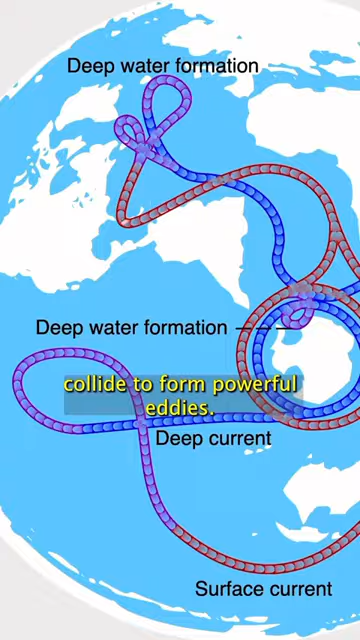 Deep water formation
Deep water formation
collide to form powerful
eddies.
Deep current
Surface current